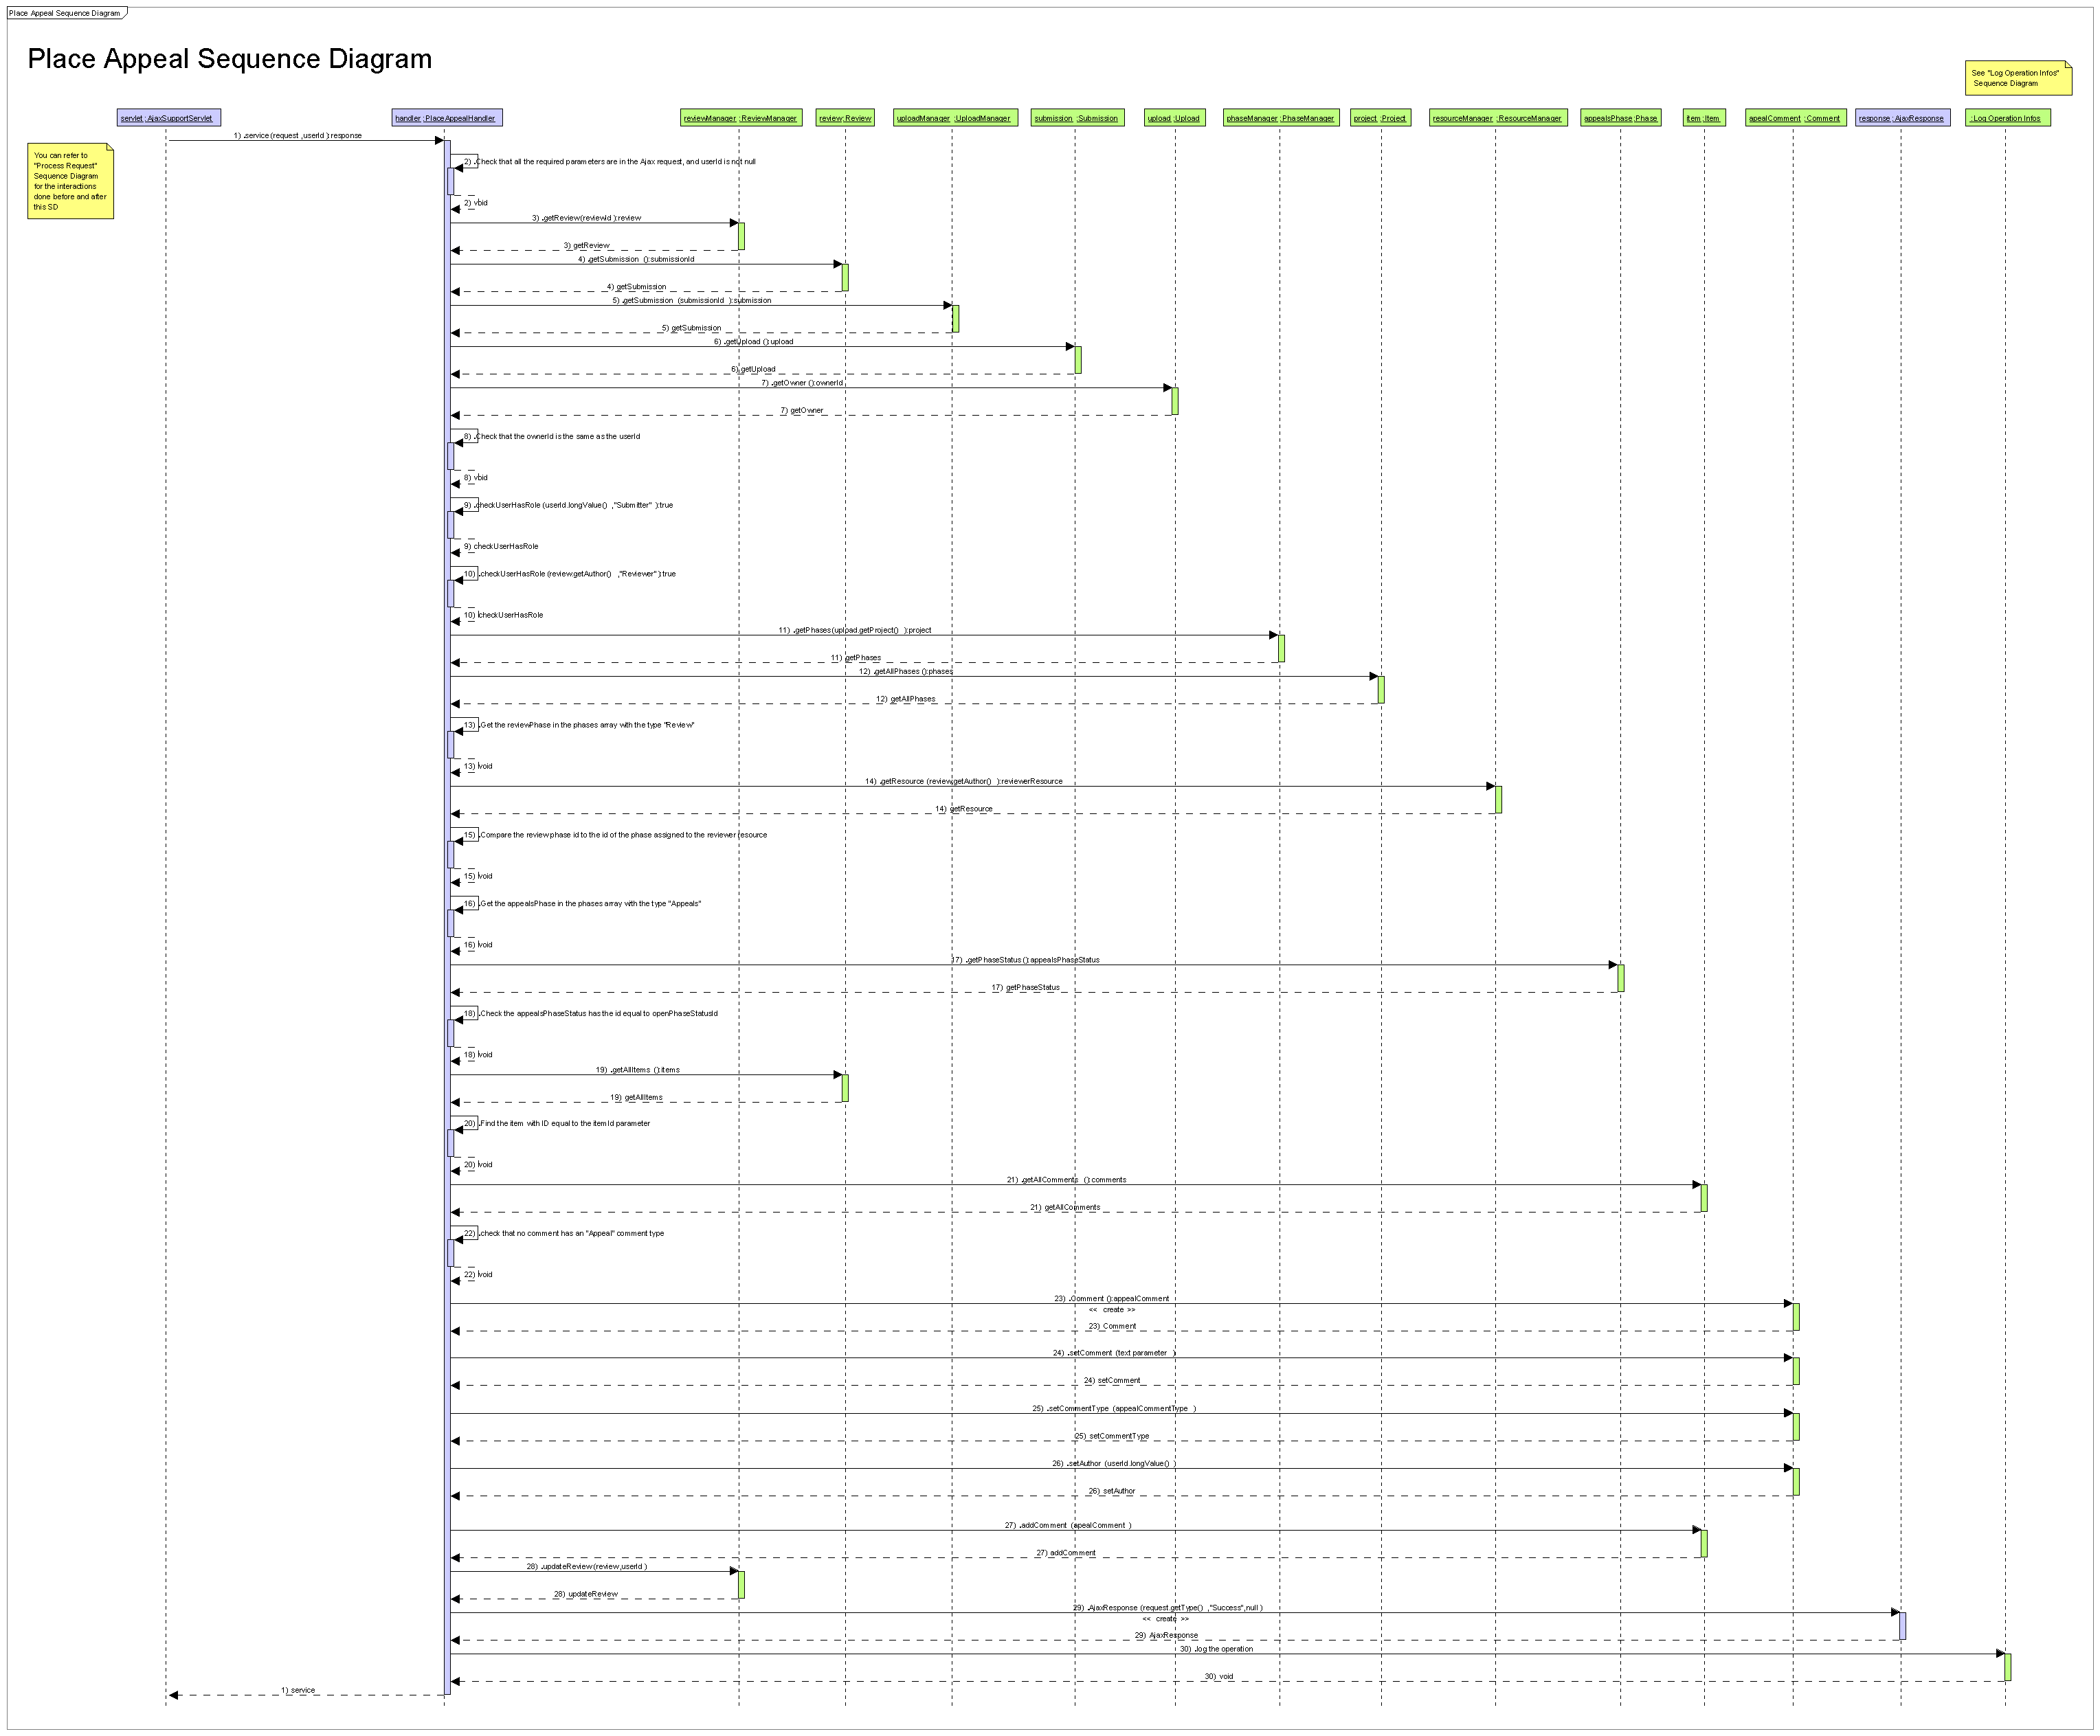 Place Appeal Sequence Diagram
Place Appeal Sequence Diagram
See "Log Operation Infos"
Sequence Diagram
servlet :AjaxSupportServlet
handler :PlaceAppealHandler
reviewManager :ReviewManager
review:Review
uploadManager :UploadManager
submission :Submission
upload:Upload
phaseManager :PhaseManager
project :Project
resourceManager :ResourceManager
appealsPhase:Phase
item:Item
apealComment :Comment
response :AjaxResponse
:Log Operation Infos
You can refer to
"Process Request"
Sequence Diagram
for the interactions
done before and after
this SD
1) .service(request ,userId ):response
2) .Check that all the required parameters are in the Ajax request, and userId is not null
2) void
3) .getReview(reviewId ):review
3) getReview
4) .getSubmission ():submissionId
4) getSubmission
5) .getSubmission (submissionId ):submission
5) getSubmission
6) .getUpload ():upload
6) getUpload
7) .getOwner ():ownerId
7) getOwner
8) .Check that the ownerId is the same as the userId
8) void
9) .checkUserHasRole (userId.longValue() ,"Submitter" ):true
9) checkUserHasRole
10) .checkUserHasRole (review.getAuthor() ,"Reviewer" ):true
10) checkUserHasRole
11) .getPhases(upload.getProject() ):project
11) getPhases
12) .getAllPhases ():phases
12) getAllPhases
13) .Get the reviewPhase in the phases array with the type "Review"
13) void
14) .getResource (review.getAuthor() ):reviewerResource
14) getResource
15) .Compare the review phase id to the id of the phase assigned to the reviewer resource
15) void
16) .Get the appealsPhase in the phases array with the type "Appeals"
16) void
17) .getPhaseStatus ():appealsPhaseStatus
17) getPhaseStatus
18) .Check the appealsPhaseStatus has the id equal to openPhaseStatusId
18) void
19) .getAllItems ():items
19) getAllItems
20) .Find the item with ID equal to the itemId parameter
20) void
21) .getAllComments ():comments
21) getAllComments
22) .check that no comment has an "Appeal" comment type
22) void
23) .Comment ():appealComment
<< create >>
23) Comment
24) .setComment (text parameter )
24) setComment
25) .setCommentType (appealCommentType )
25) setCommentType
26) .setAuthor (userId.longValue() )
26) setAuthor
27) .addComment (apealComment )
27) addComment
28) .updateReview(review,userId )
28) updateReview
29) .AjaxResponse (request.getType() ,"Success",null )
<< create >>
29) AjaxResponse
30) .log the operation
30) void
1) service